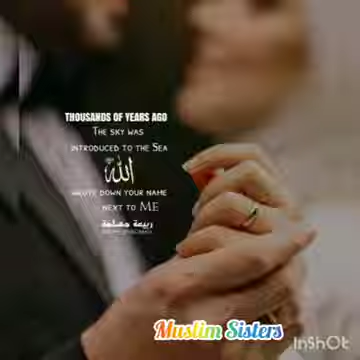 THOUSANDS OF YEARS AGO
THE SKY WAS
INTRODUCED TO THE SEA
الله
WROTE DOWN YOUR NAME
NEXT TO ME
Muslim Sisters
InShOt